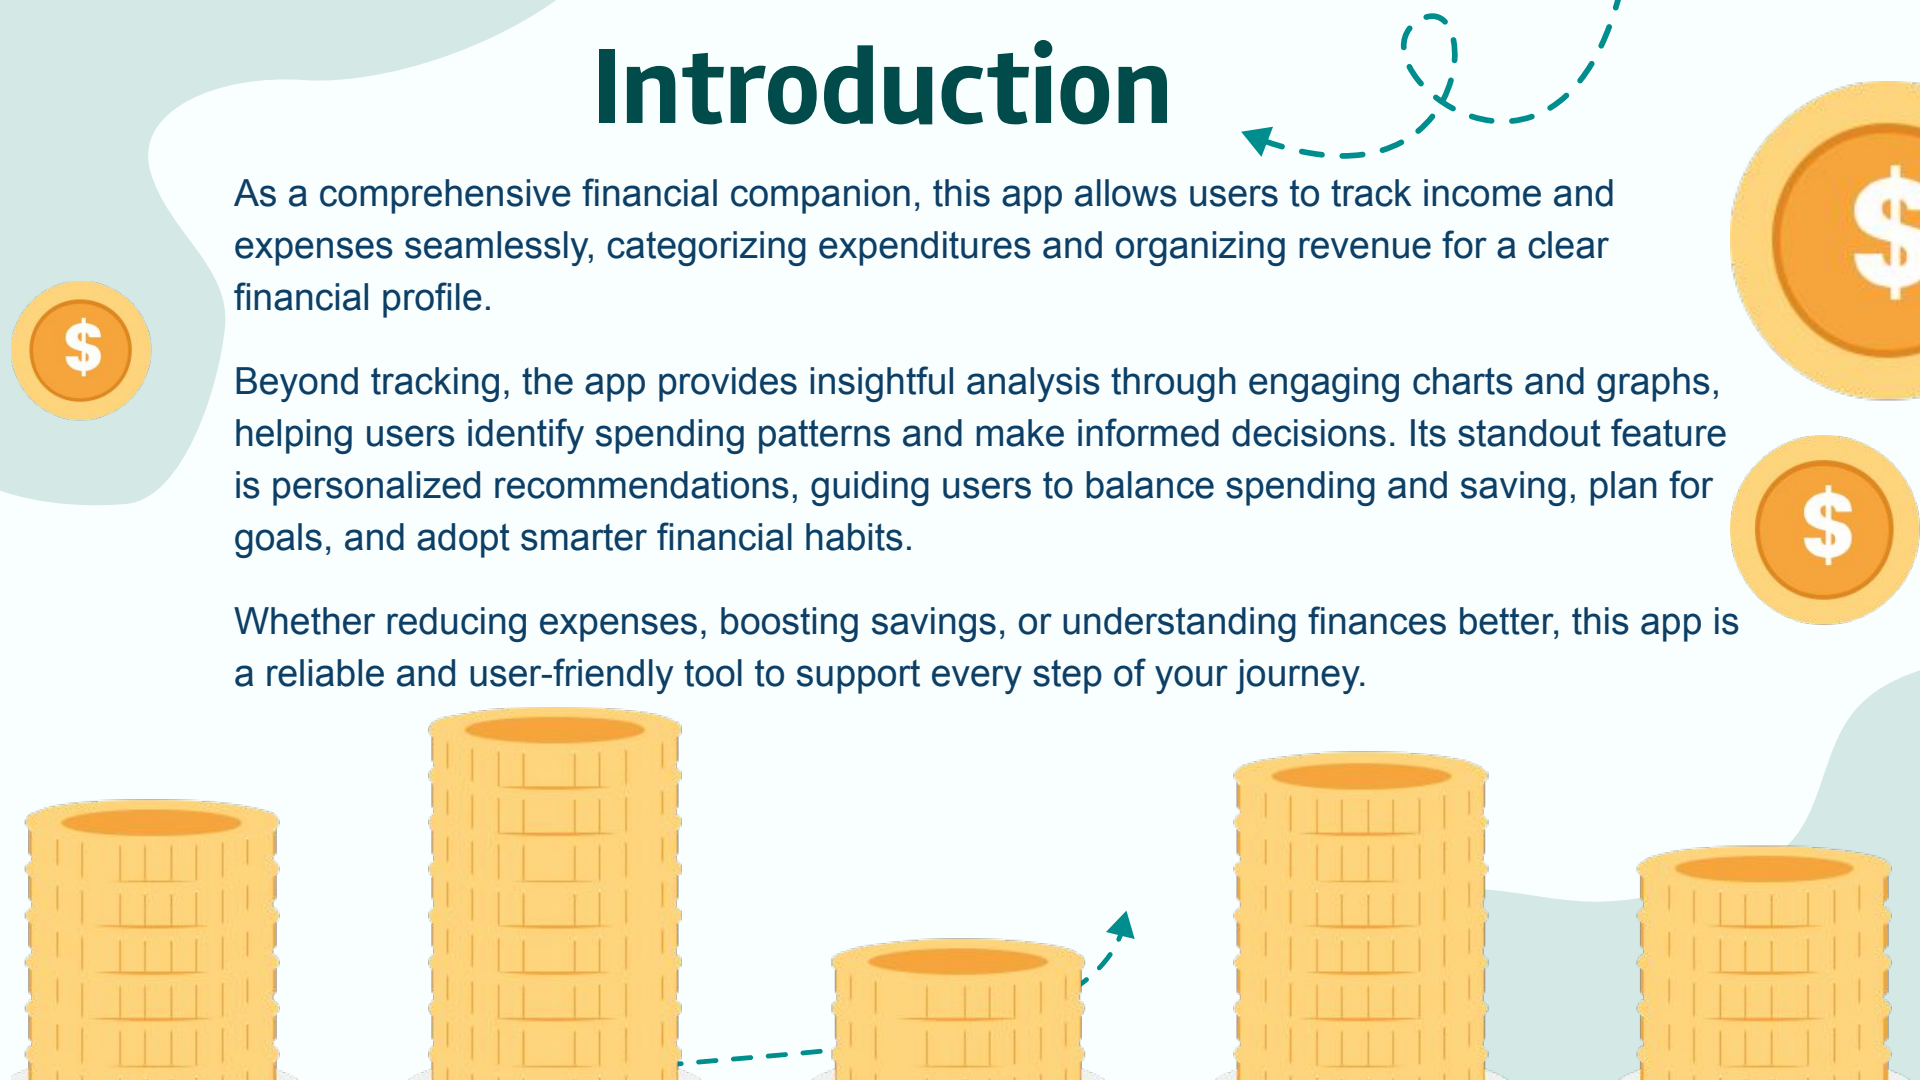 Introduction
As a comprehensive financial companion, this app allows users to track income and
expenses seamlessly, categorizing expenditures and organizing revenue for a clear
financial profile.
Beyond tracking, the app provides insightful analysis through engaging charts and graphs,
helping users identify spending patterns and make informed decisions. Its standout feature
is personalized recommendations, guiding users to balance spending and saving, plan for
goals, and adopt smarter financial habits.
Whether reducing expenses, boosting savings, or understanding finances better, this app is
a reliable and user-friendly tool to support every step of your journey.
$
$
$